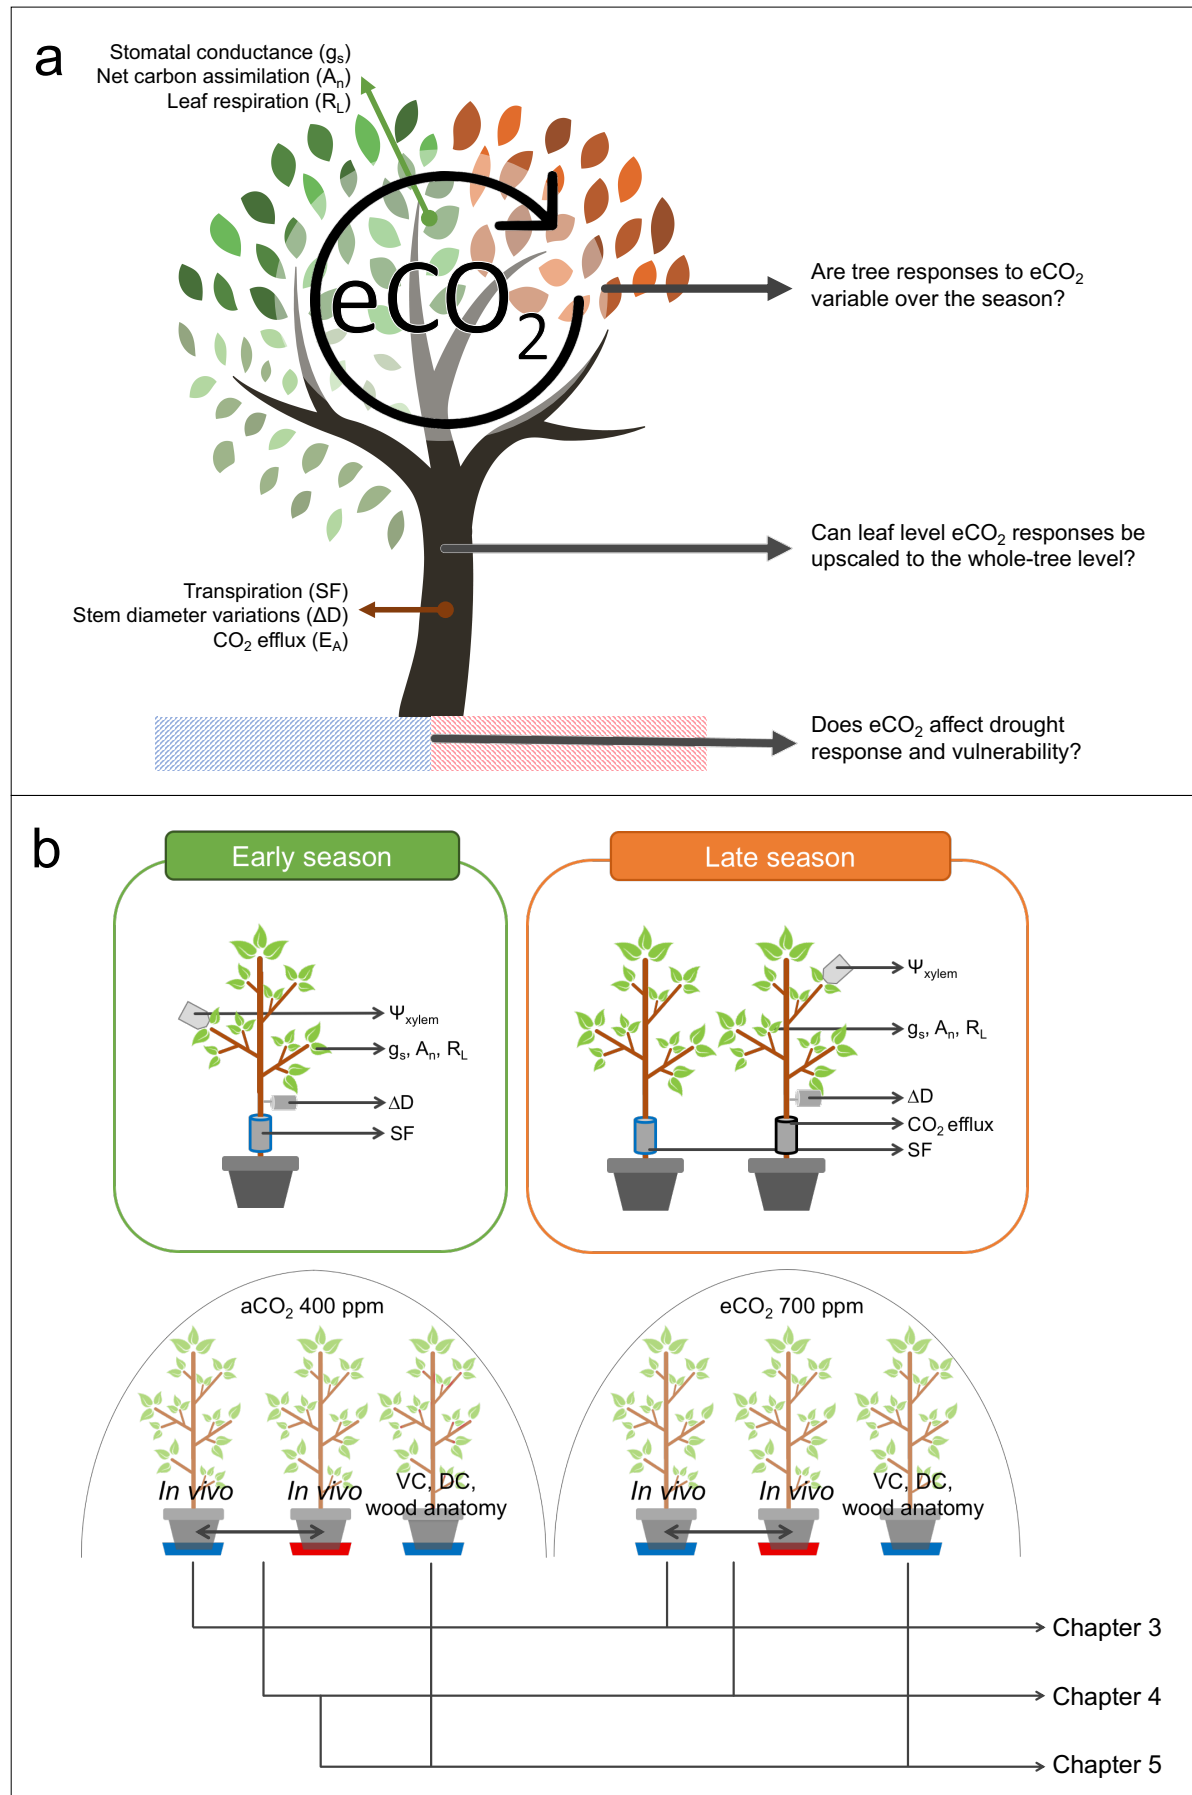 a
Stomatal conductance (gs)
Net carbon assimilation (An)
Leaf respiration (RL)
eCO2
Are tree responses to eCO2
variable over the season?
Can leaf level eCO2 responses be
upscaled to the whole-tree level?
Transpiration (SF)
Stem diameter variations (ΔD)
CO2 efflux (EA)
Does eCO2 affect drought
response and vulnerability?
b
Early season
Ψxylem
gs, An, RL
ΔD
SF
Late season
Ψxylem
gs, An, RL
ΔD
CO2 efflux
SF
aCO2 400 ppm
In vivo
In vivo
VC, DC,
wood anatomy
eCO2 700 ppm
In vivo
In vivo
VC, DC,
wood anatomy
Chapter 3
Chapter 4
Chapter 5